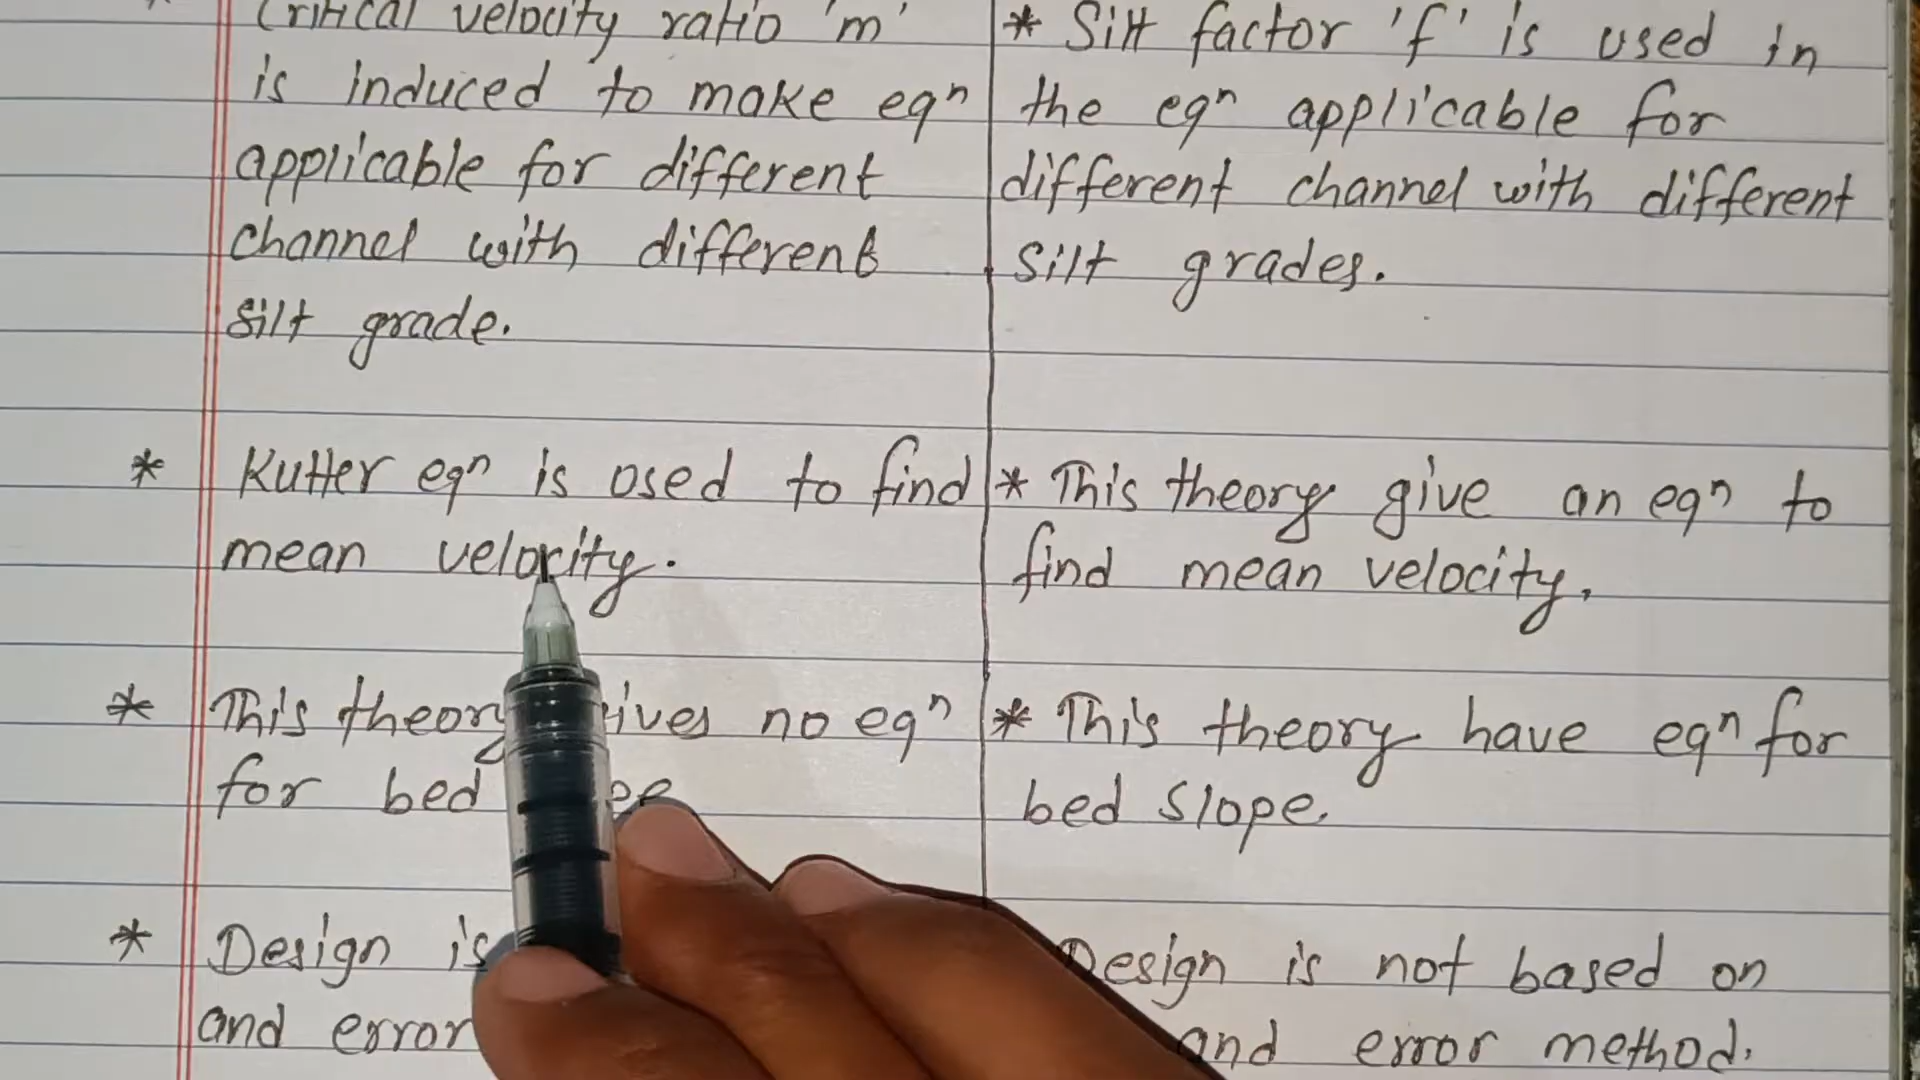 Critical velocity ratio 'm'
is induced to make eqn
applicable for different
channel with different
silt grade.
* Kutter eqn is used to find
mean velocity.
* This theory no eqn
for bed
* Design is
and error
* Silt factor 'f' is used in
the eqn applicable for
different channel with different
silt grades.
* This theory give an eqn to
find mean velocity.
* This theory have eqn for
bed slope.
Design is not based on
and error method.